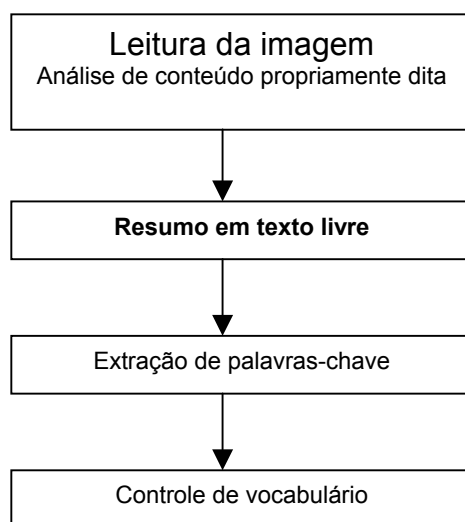 Leitura da imagem
Análise de conteúdo propriamente dita
Resumo em texto livre
Extração de palavras-chave
Controle de vocabulário